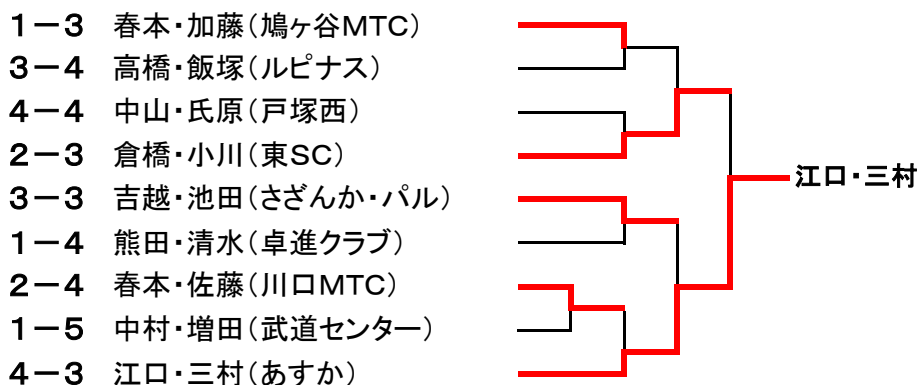 1−3 春本・加藤(鳩ヶ谷MTC)
3−4 高橋・飯塚(ルピナス)
4−4 中山・氏原(戸塚西)
2−3 倉橋・小川(東SC)
3−3 吉越・池田(さざんか・パル)
江口・三村
1−4 熊田・清水(卓進クラブ)
2−4 春本・佐藤(川口MTC)
1−5 中村・増田(武道センター)
4−3 江口・三村(あすか)